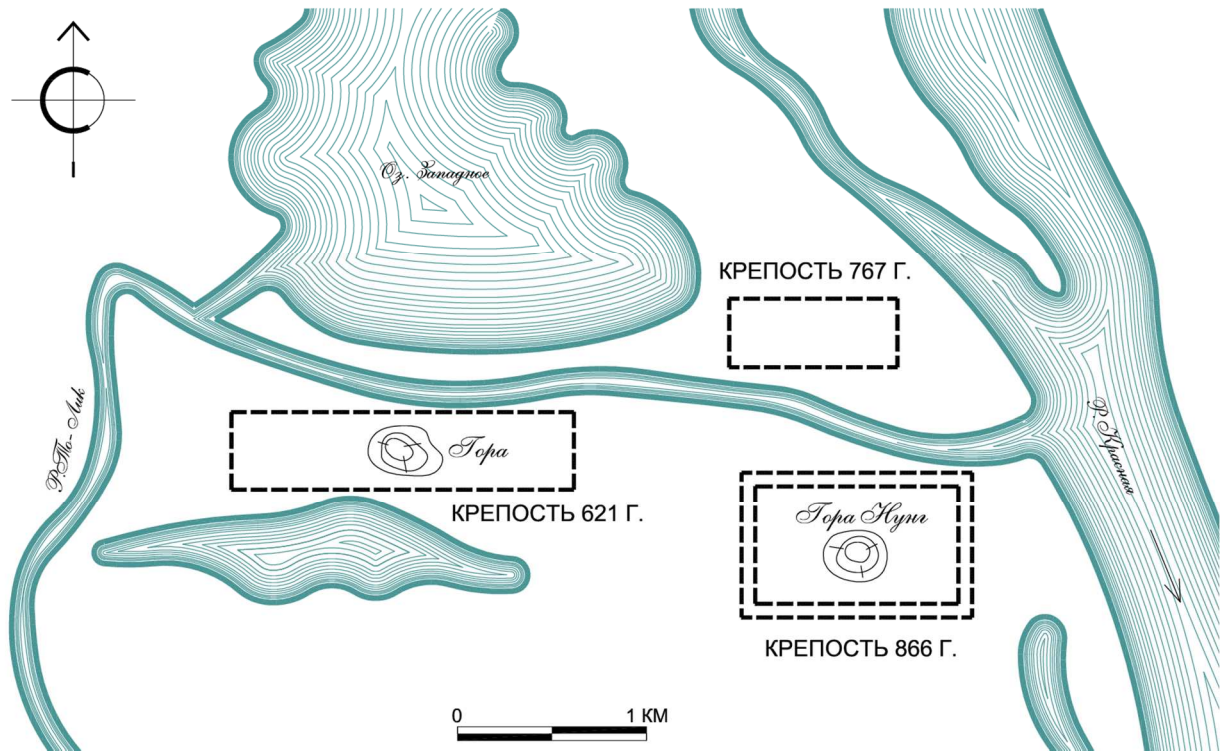 Оз. Западное
КРЕПОСТЬ 767 Г.
Р. То-Лик
Гора
Р. Красная
КРЕПОСТЬ 621 Г.
Гора Нунг
КРЕПОСТЬ 866 Г.
0 1 КМ